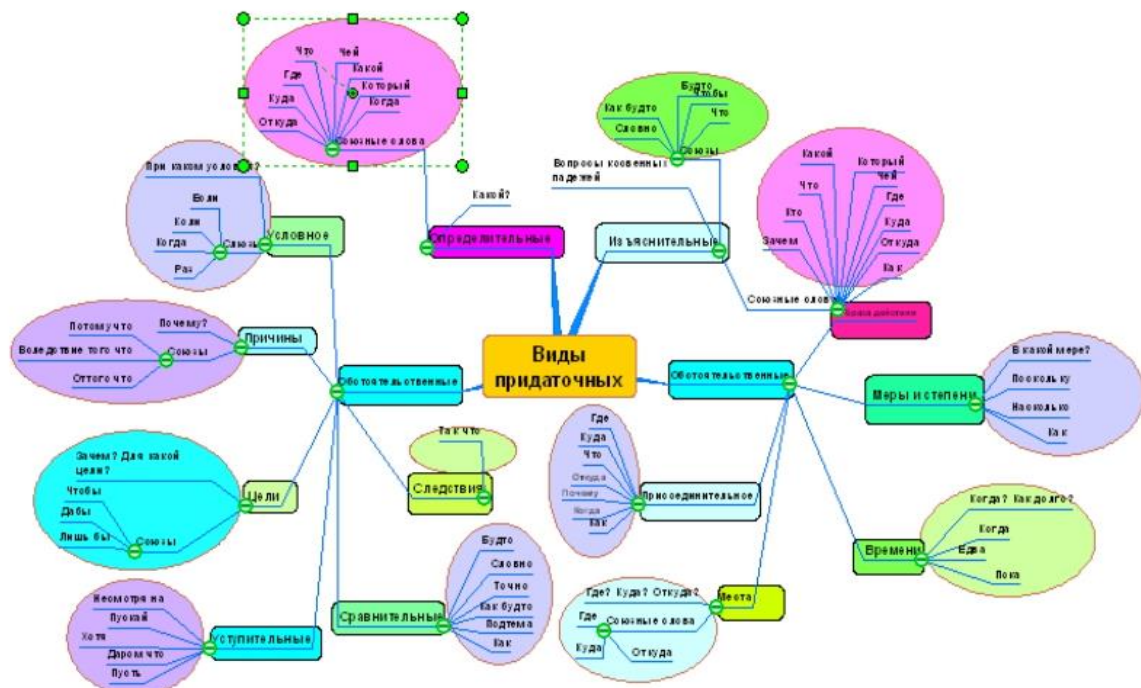 Что
Чей
Какой
Где
Который
Куда
Когда
Откуда
Союзные слова
Какой?
Определительные
Будто
Чтобы
Как будто
Что
Словно
Союзы
Вопросы косвенных
падежей
Изъяснительные
Союзные слова
Какой
Который
Чей
Что
Где
Кто
Куда
Зачем
Откуда
Как
При каком условии?
Если
Коли
Когда
Раз
Союзы
Условное
Почему?
Потому что
Союзы
Вследствие того что
Оттого что
Причины
Виды
придаточных
Обстоятельственные
Обстоятельственные
Образа действия
В какой мере?
Поскольку
Насколько
Как
Меры и степени
Зачем? Для какой
цели?
Чтобы
Дабы
Лишь бы
Союзы
Цели
Так что
Следствия
Где
Куда
Что
Откуда
Почему
Когда
Как
Присоединительное
Когда? Как долго?
Когда
Едва
Пока
Времени
Несмотря на
Пускай
Хотя
Даром что
Пусть
Уступительные
Будто
Словно
Точно
Как будто
Подтема
Как
Сравнительные
Где? Куда? Откуда?
Где
Союзные слова
Куда
Откуда
Места